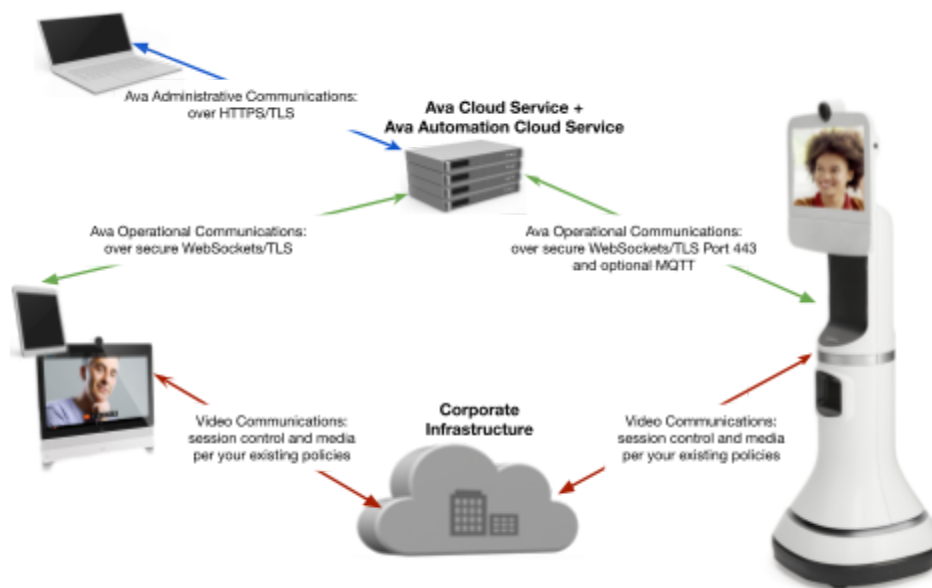 Ava Administrative Communications:
over HTTPS/TLS
Ava Cloud Service +
Ava Automation Cloud Service
Ava Operational Communications:
over secure WebSockets/TLS
Ava Operational Communications:
over secure WebSockets/TLS Port 443
and optional MQTT
Video Communications:
session control and media
per your existing policies
Corporate
Infrastructure
Video Communications:
session control and media
per your existing policies